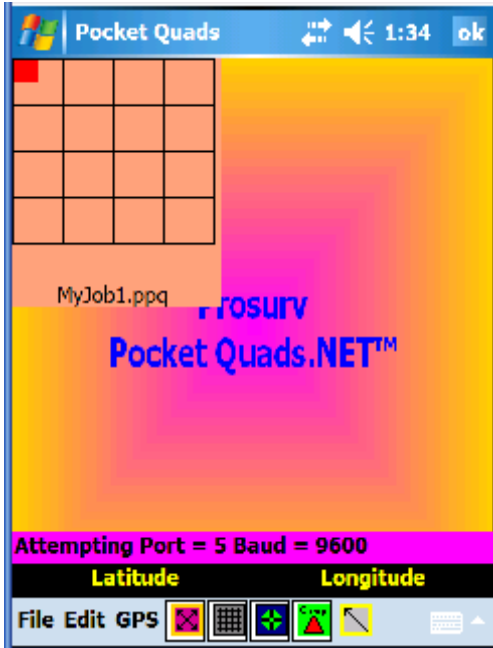 Pocket Quads 1:34 ok
MyJob1.ppq
Prosurv
Pocket Quads.NET™
Attempting Port = 5 Baud = 9600
Latitude Longitude
File Edit GPS